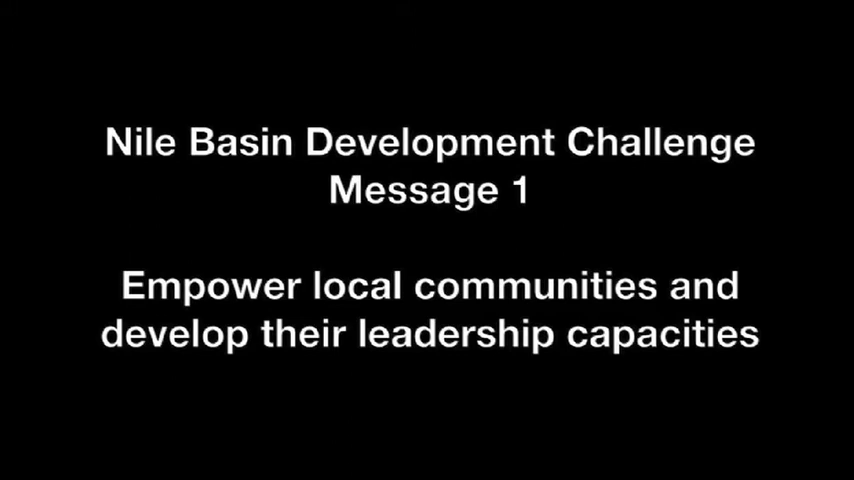 Nile Basin Development Challenge
Message 1
Empower local communities and
develop their leadership capacities